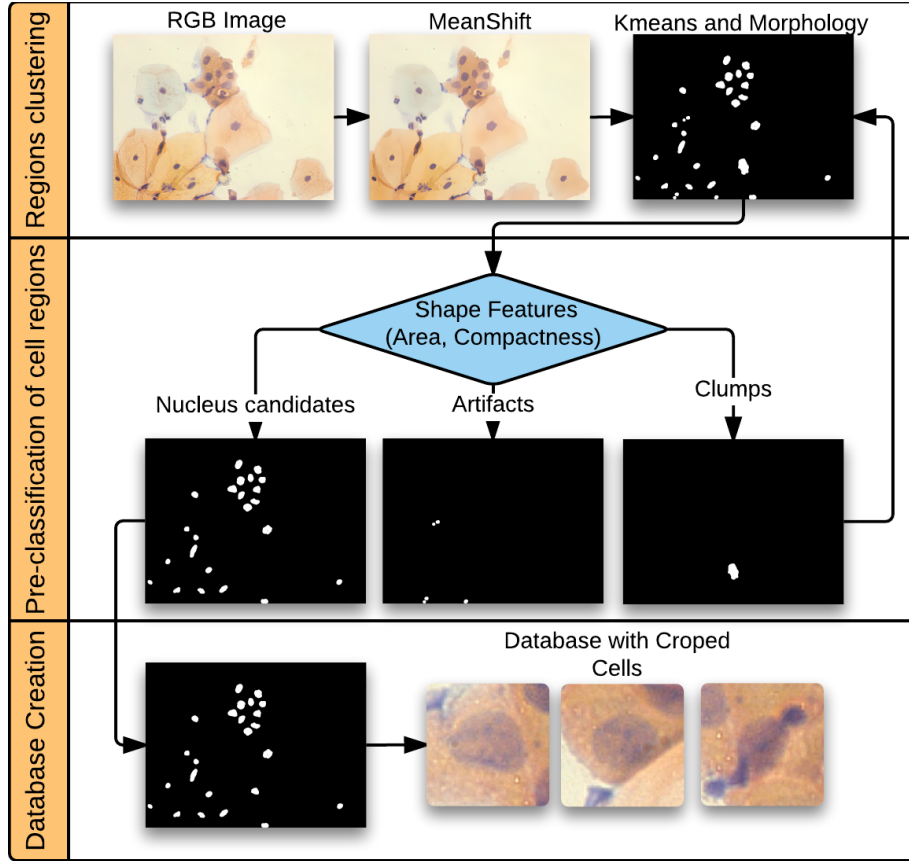 Regions clustering
RGB Image
MeanShift
Kmeans and Morphology
Pre-classification of cell regions
Shape Features
(Area, Compactness)
Nucleus candidates
Artifacts
Clumps
Database Creation
Database with Croped
Cells